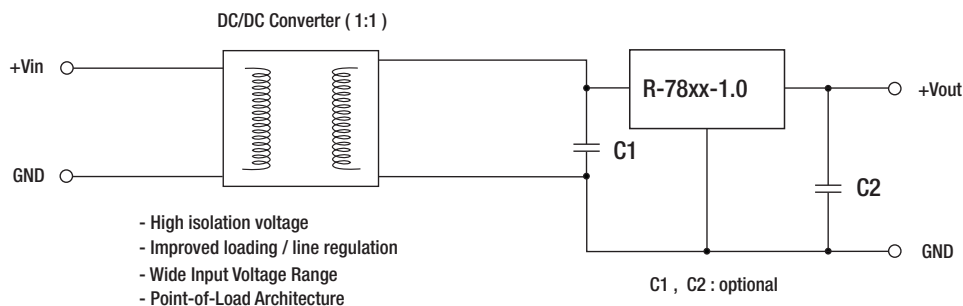 DC/DC Converter ( 1:1 )
+Vin
R-78xx-1.0
+Vout
C1
GND
C2
- High isolation voltage
- Improved loading / line regulation
- Wide Input Voltage Range
- Point-of-Load Architecture
GND
C1 , C2 : optional